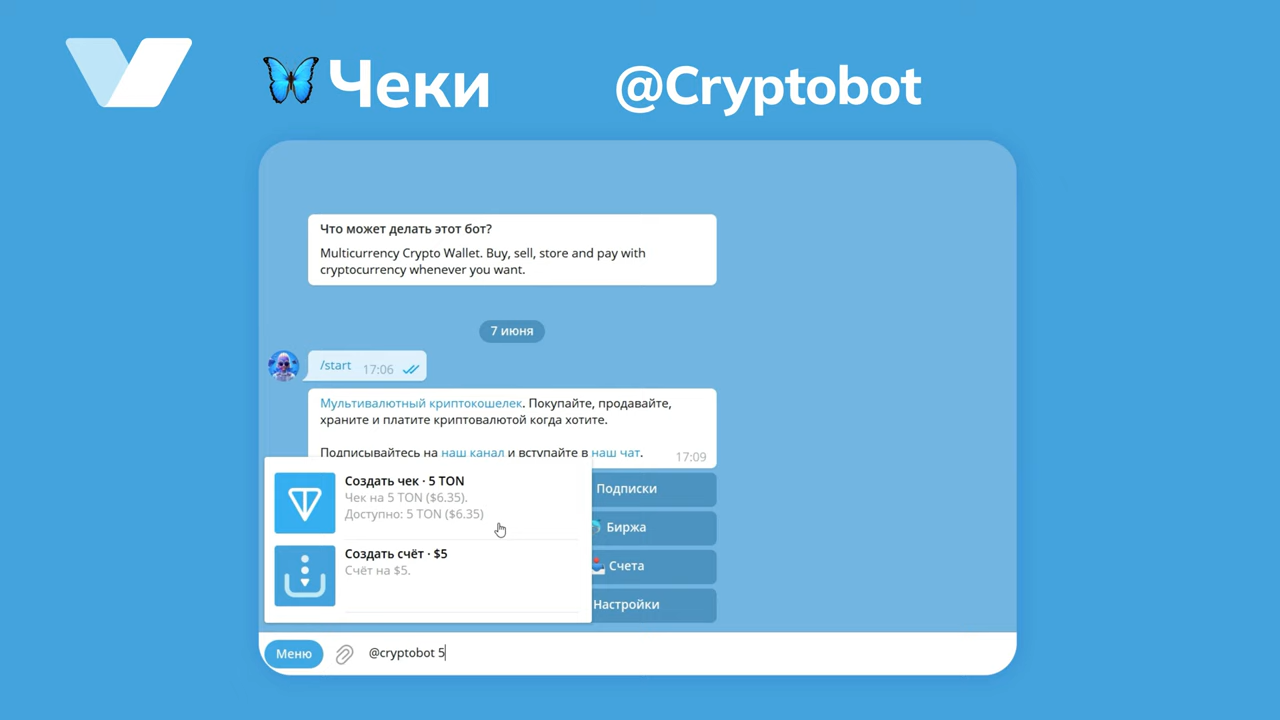 Чеки
@Cryptobot
Что может делать этот бот?
Multicurrency Crypto Wallet. Buy, sell, store and pay with
cryptocurrency whenever you want.
7 июня
/start
17:06
Мультивалютный криптокошелек. Покупайте, продавайте,
храните и платите криптовалютой когда хотите.
Подписывайтесь на наш канал и вступайте в наш чат.
17:09
Создать чек · 5 TON
Чек на 5 TON ($6.35).
Доступно: 5 TON ($6.35)
Создать счёт · $5
Счёт на $5.
Подписки
Биржа
Счета
Настройки
Меню
@cryptobot 5